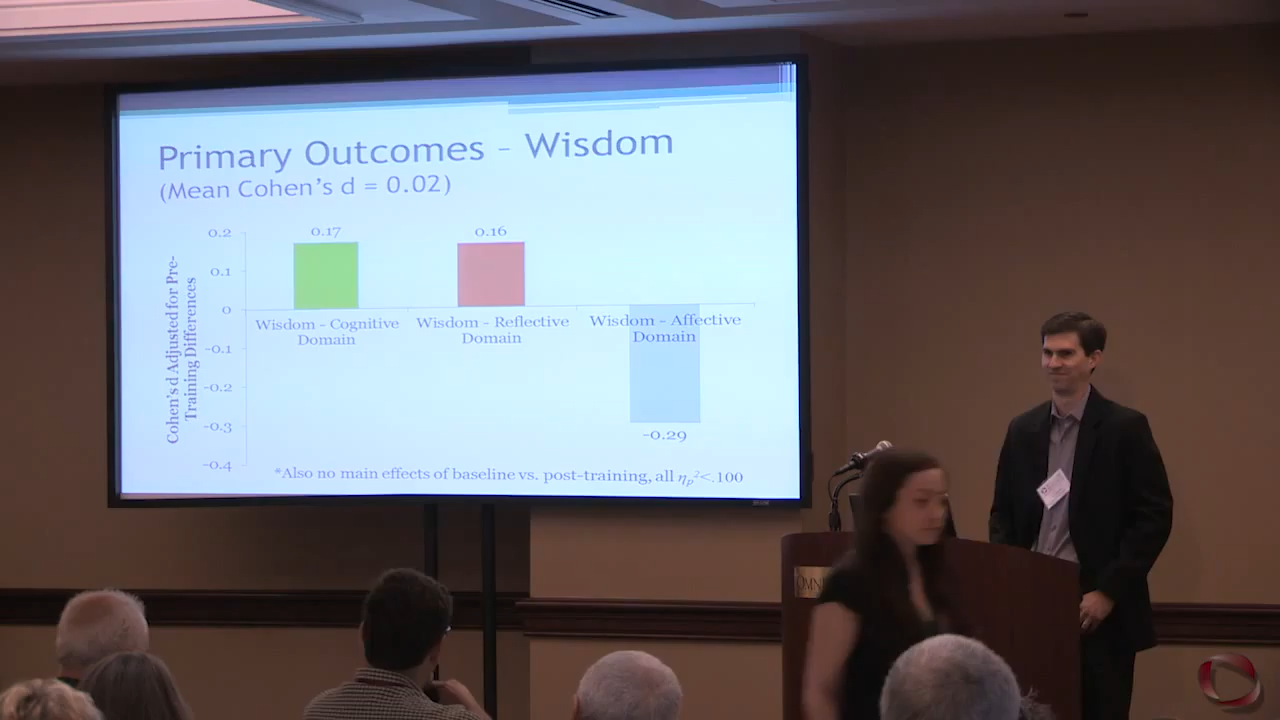 Primary Outcomes – Wisdom
(Mean Cohen's d = 0.02)
Cohen's d Adjusted for Pre-
Training Differences
0.2
0.1
0
-0.1
-0.2
-0.3
-0.4
0.17
0.16
-0.29
Wisdom - Cognitive
Domain
Wisdom - Reflective
Domain
Wisdom - Affective
Domain
*Also no main effects of baseline vs. post-training, all ηp²<.100
OMNI